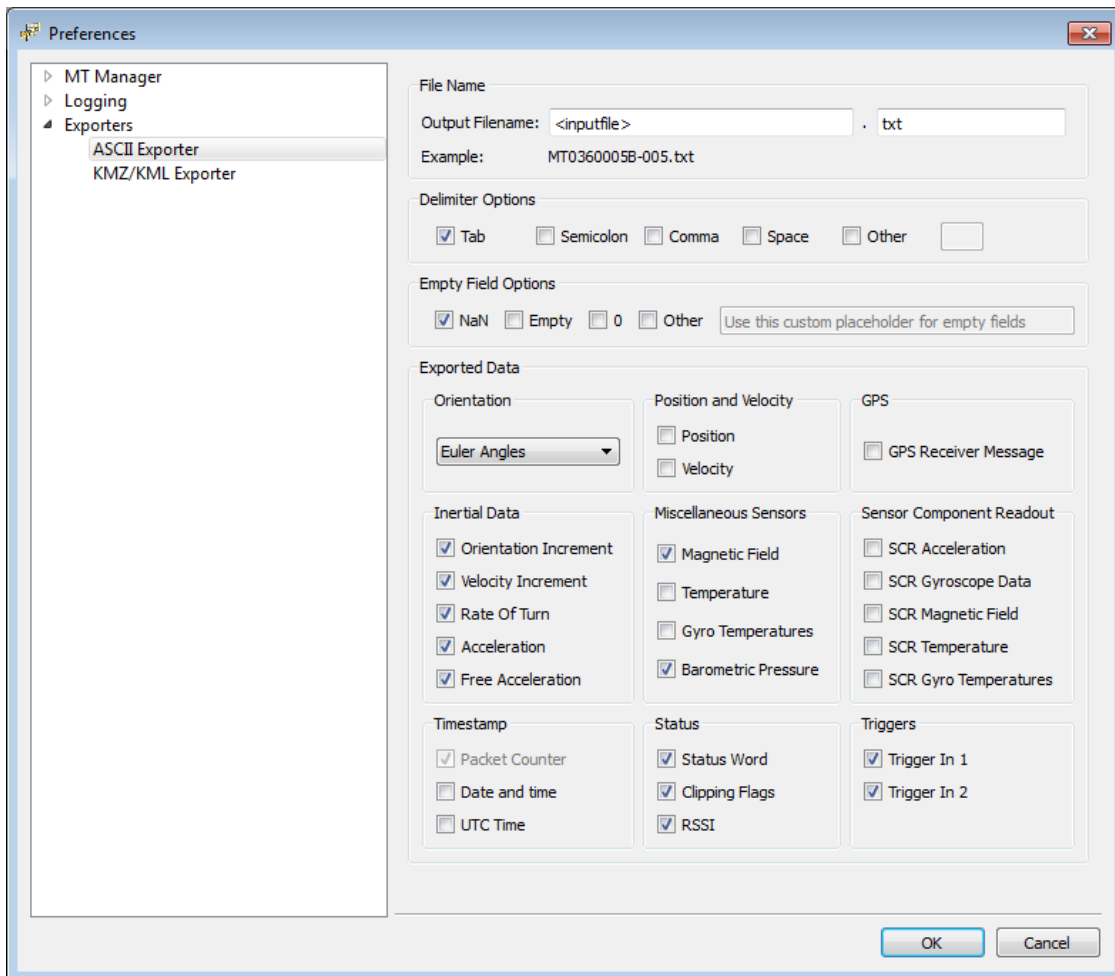 Preferences
MT Manager
Logging
Exporters
ASCII Exporter
KMZ/KML Exporter
File Name
Output Filename: <inputfile> . txt
Example: MT0360005B-005.txt
Delimiter Options
Tab Semicolon Comma Space Other
Empty Field Options
NaN Empty 0 Other Use this custom placeholder for empty fields
Exported Data
Orientation
Euler Angles
Position and Velocity
Position
Velocity
GPS
GPS Receiver Message
Inertial Data
Orientation Increment
Velocity Increment
Rate Of Turn
Acceleration
Free Acceleration
Miscellaneous Sensors
Magnetic Field
Temperature
Gyro Temperatures
Barometric Pressure
Sensor Component Readout
SCR Acceleration
SCR Gyroscope Data
SCR Magnetic Field
SCR Temperature
SCR Gyro Temperatures
Timestamp
Packet Counter
Date and time
UTC Time
Status
Status Word
Clipping Flags
RSSI
Triggers
Trigger In 1
Trigger In 2
OK Cancel